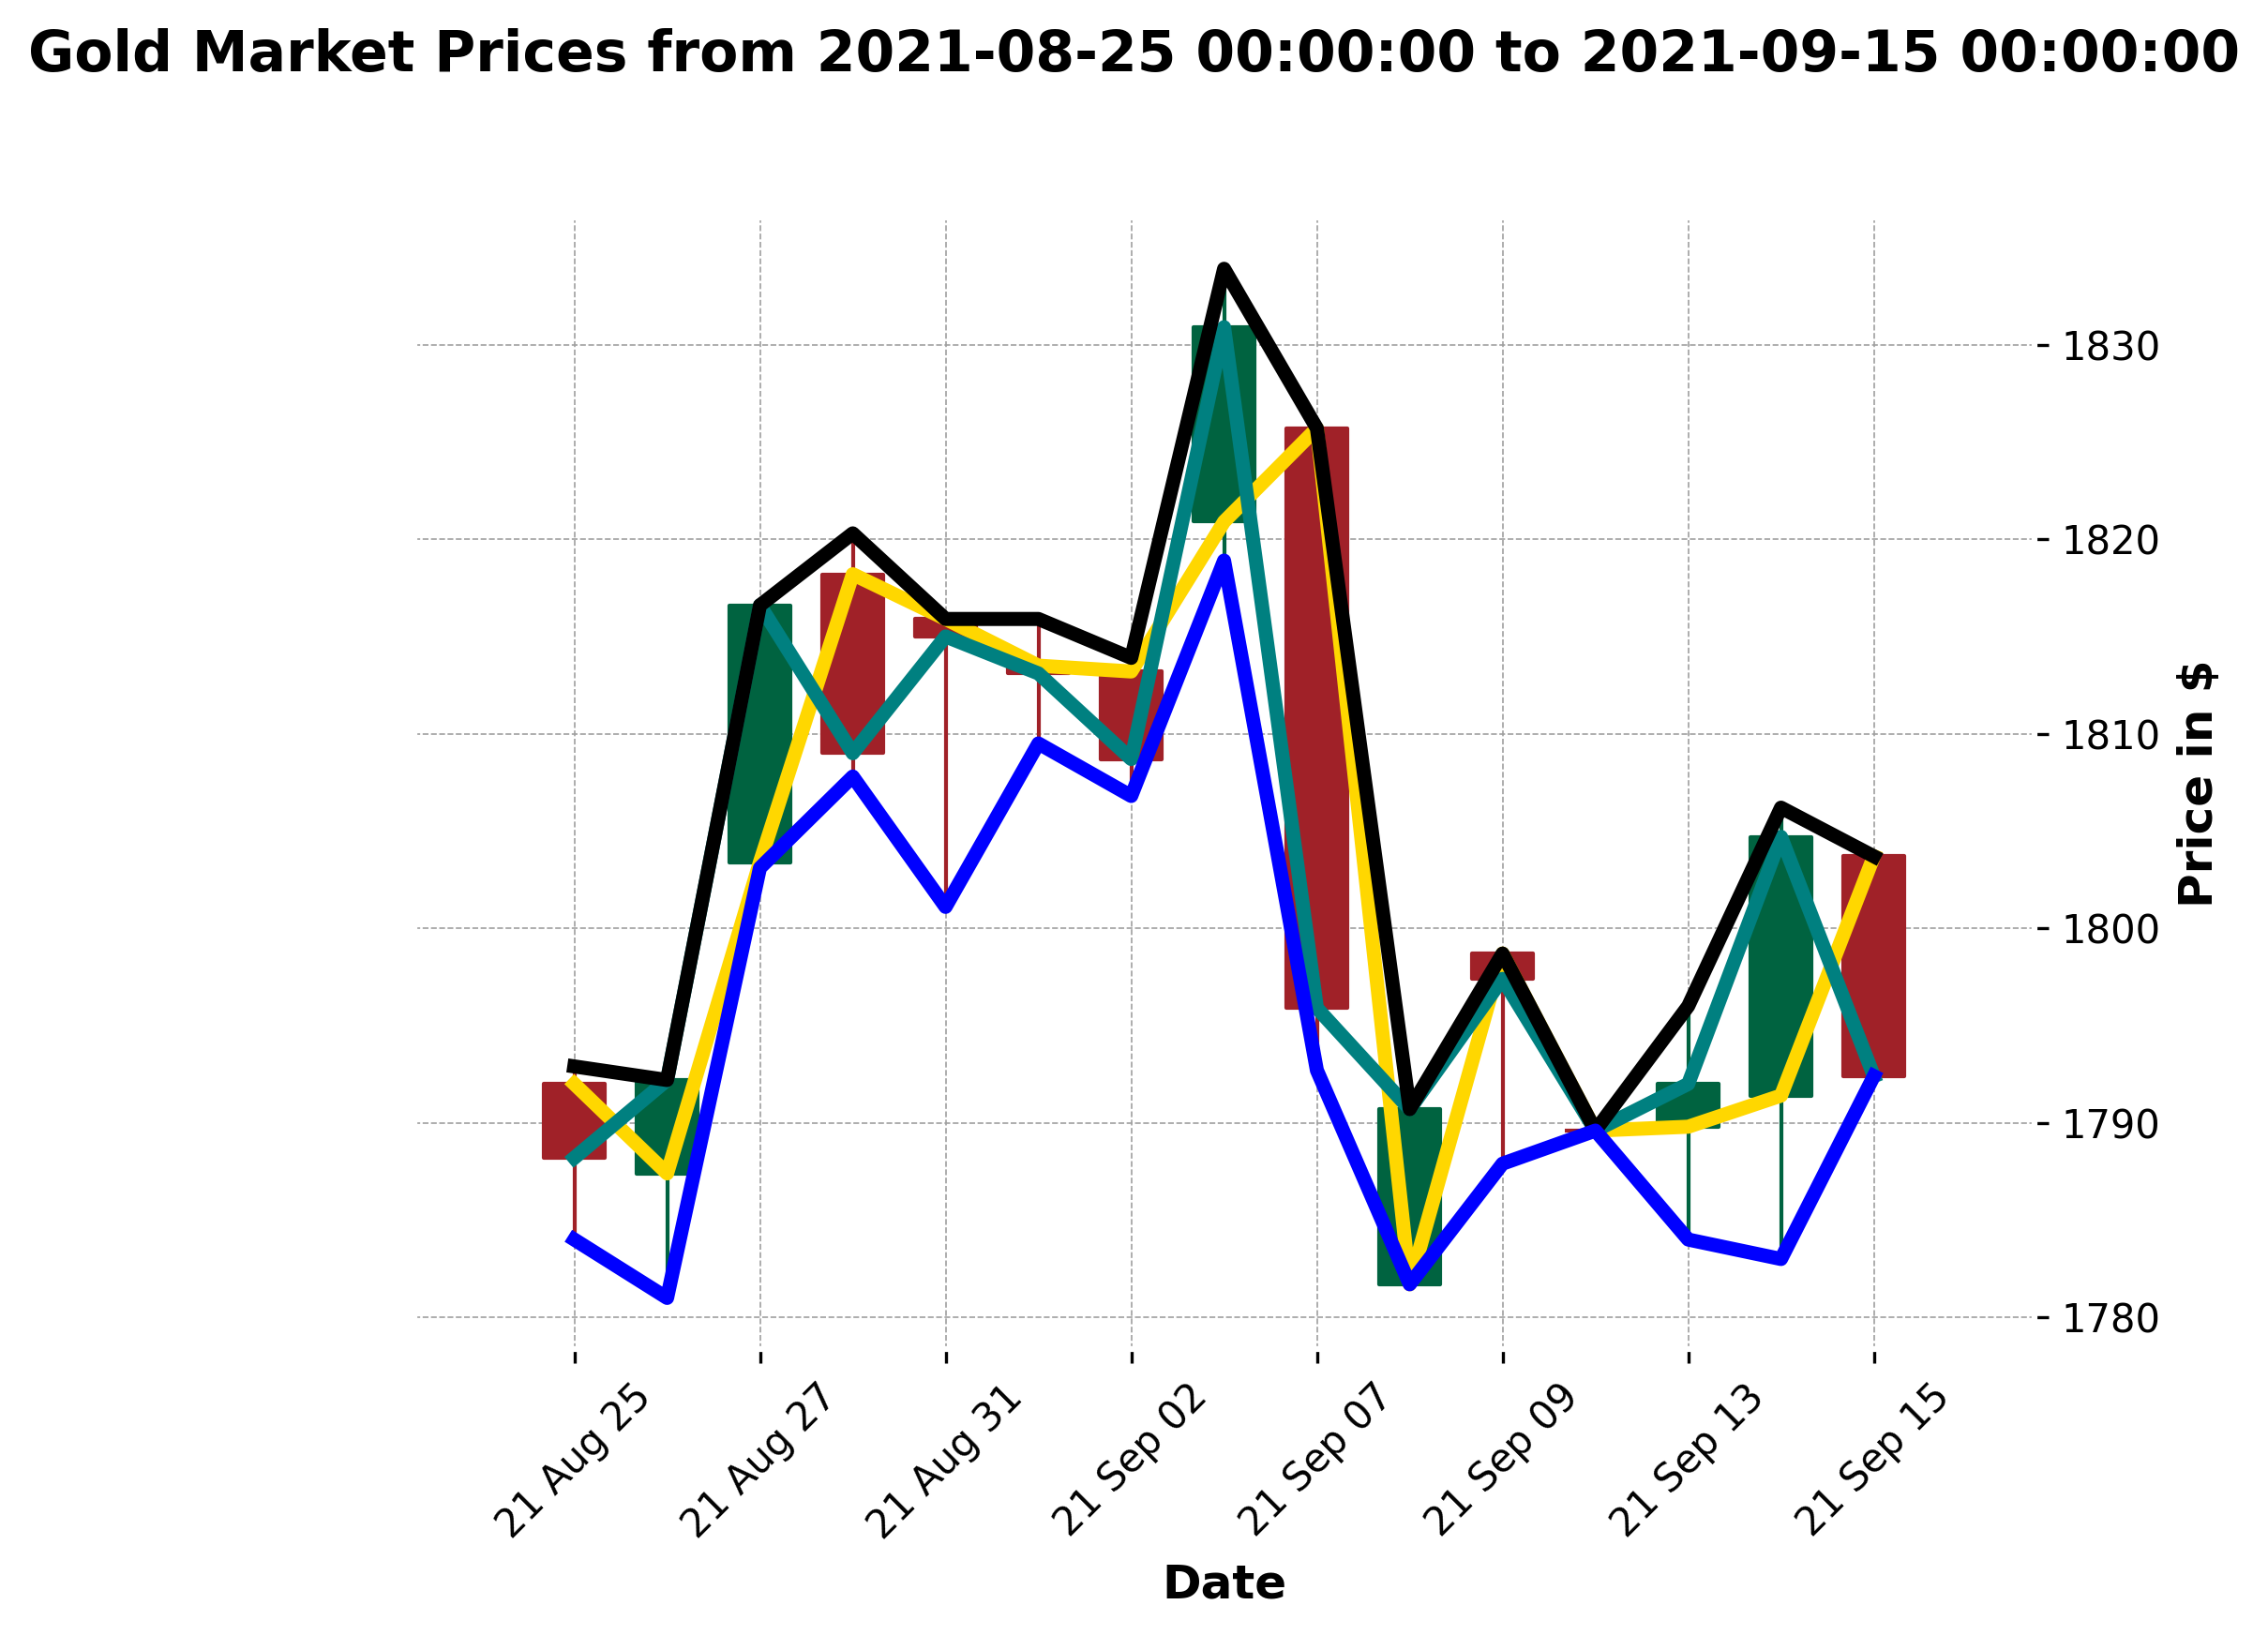 Gold Market Prices from 2021-08-25 00:00:00 to 2021-09-15 00:00:00
1830
1820
1810
1800
1790
1780
Price in $
21 Aug 25
21 Aug 27
21 Aug 31
21 Sep 02
21 Sep 07
21 Sep 09
21 Sep 13
21 Sep 15
Date